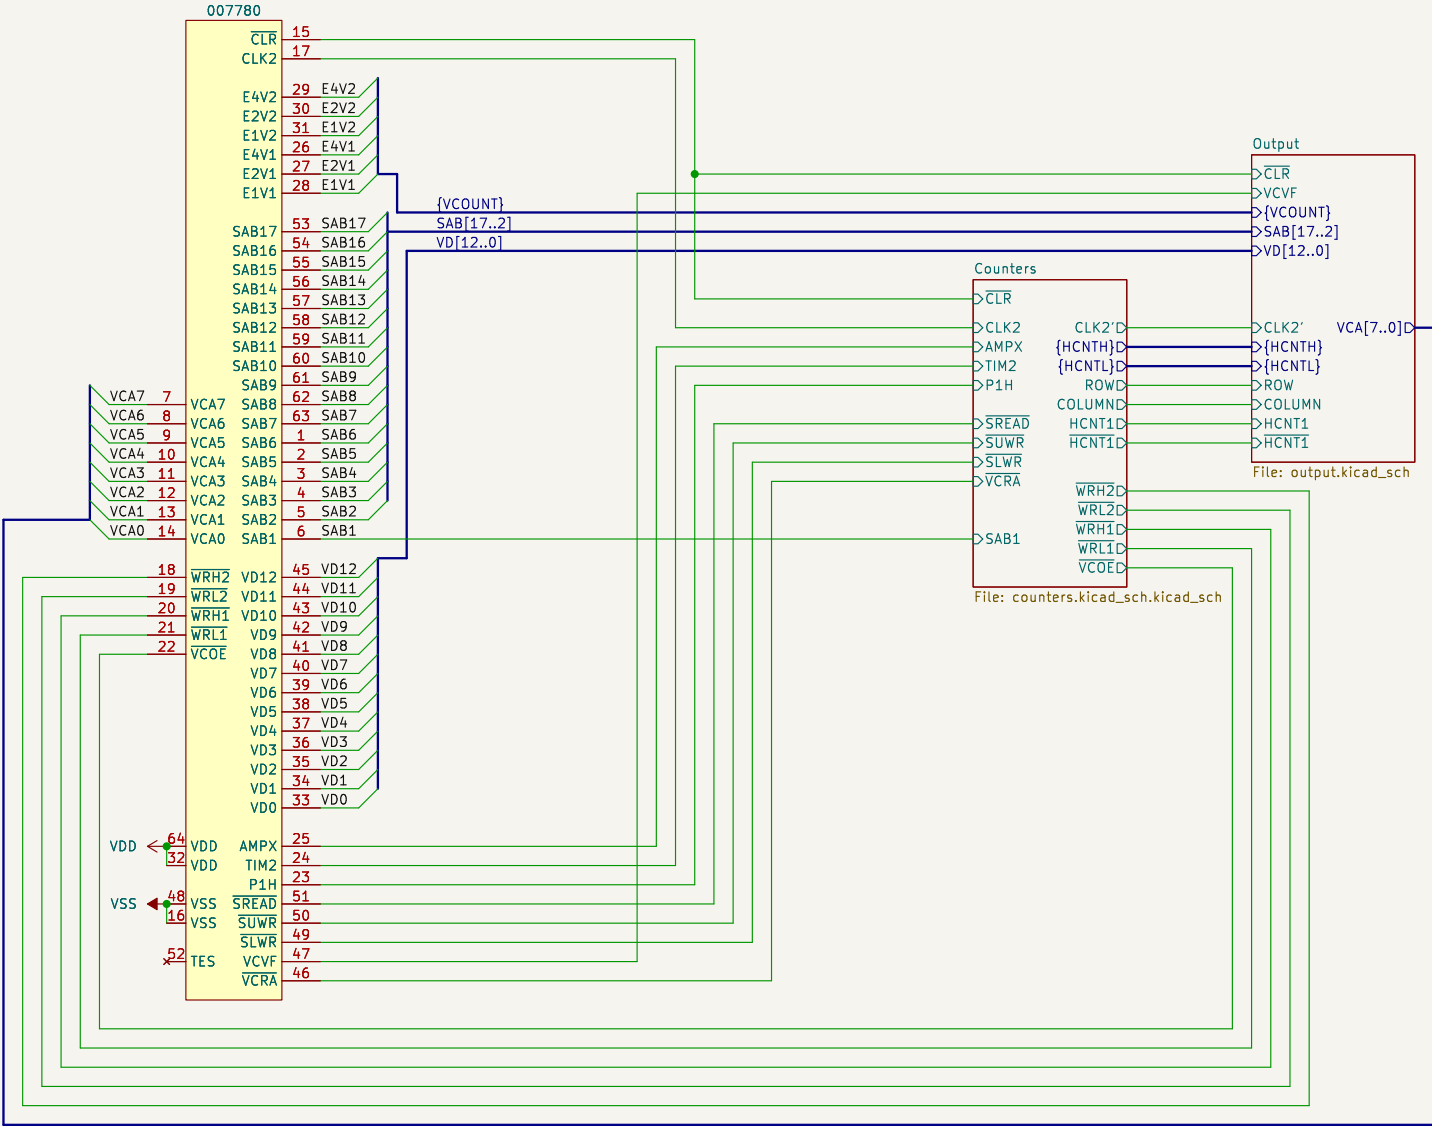 007780
CLR 15
CLK2 17
E4V2 29 E4V2
E2V2 30 E2V2
E1V2 31 E1V2
E4V1 26 E4V1
E2V1 27 E2V1
E1V1 28 E1V1
SAB17 53 SAB17
SAB16 54 SAB16
SAB15 55 SAB15
SAB14 56 SAB14
SAB13 57 SAB13
SAB12 58 SAB12
SAB11 59 SAB11
SAB10 60 SAB10
SAB9 61 SAB9
SAB8 62 SAB8
SAB7 63 SAB7
SAB6 1 SAB6
SAB5 2 SAB5
SAB4 3 SAB4
SAB3 4 SAB3
SAB2 5 SAB2
SAB1 6 SAB1
VCA7 7 VCA7
VCA6 8 VCA6
VCA5 9 VCA5
VCA4 10 VCA4
VCA3 11 VCA3
VCA2 12 VCA2
VCA1 13 VCA1
VCA0 14 VCA0
18 WRH2
19 WRL2
20 WRH1
21 WRL1
22 VCOE
VD12 45 VD12
VD11 44 VD11
VD10 43 VD10
VD9 42 VD9
VD8 41 VD8
VD7 40 VD7
VD6 39 VD6
VD5 38 VD5
VD4 37 VD4
VD3 36 VD3
VD2 35 VD2
VD1 34 VD1
VD0 33 VD0
VDD 64 VDD
32 VDD
VSS 48 VSS
16 VSS
52 TES
AMPX 25
TIM2 24
P1H 23
SREAD 51
SUWR 50
SLWR 49
VCVF 47
VCRA 46
{VCOUNT}
SAB[17..2]
VD[12..0]
Counters
CLR
CLK2
AMPX
TIM2
P1H
SREAD
SUWR
SLWR
VCRA
SAB1
CLK2'
{HCNTH}
{HCNTL}
ROW
COLUMN
HCNT1
HCNT1
WRH2
WRL2
WRH1
WRL1
VCOE
File: counters.kicad_sch.kicad_sch
Output
CLR
VCVF
{VCOUNT}
SAB[17..2]
VD[12..0]
CLK2'
{HCNTH}
{HCNTL}
ROW
COLUMN
HCNT1
HCNT1
VCA[7..0]
File: output.kicad_sch